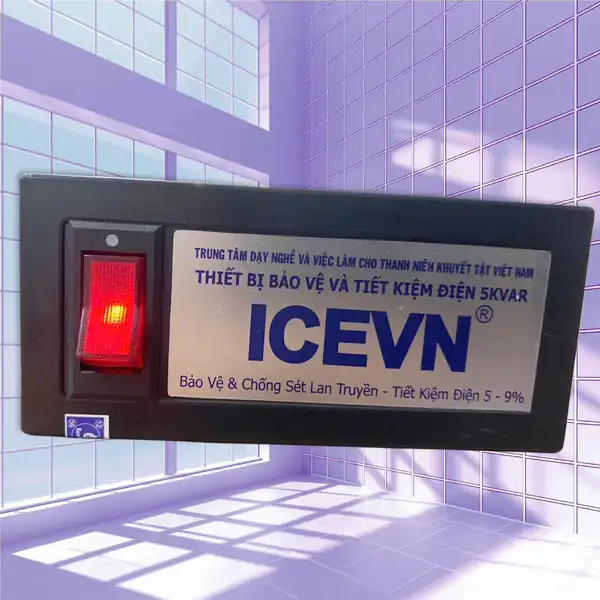 TRUNG TÂM DẠY NGHỀ VÀ VIỆC LÀM CHO THANH NIÊN KHUYẾT TẬT VIỆT NAM
THIẾT BỊ BẢO VỆ VÀ TIẾT KIỆM ĐIỆN 5KVAR
ICEVN®
Bảo Vệ & Chống Sét Lan Truyền - Tiết Kiệm Điện 5 - 9%